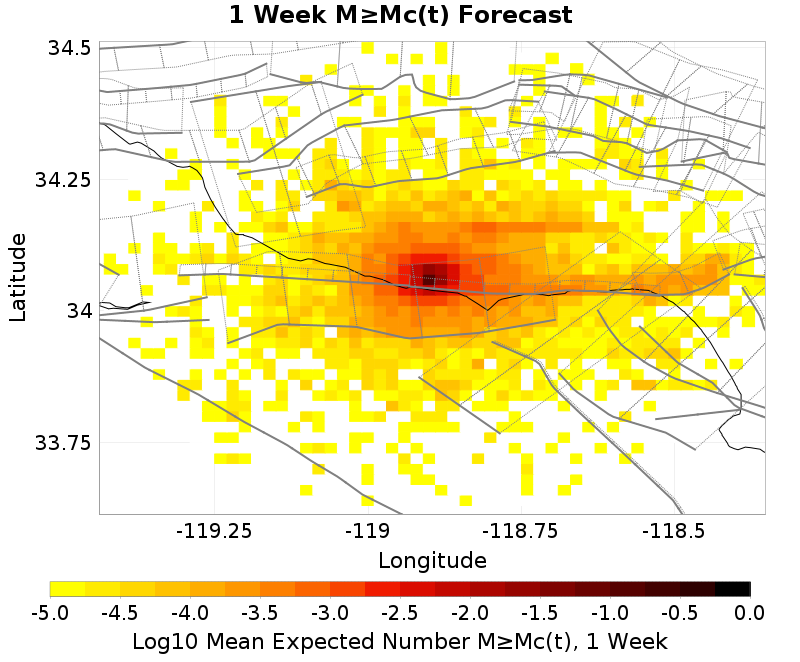 1 Week M≥Mc(t) Forecast
34.5
34.25
34
33.75
Latitude
-119.25 -119 -118.75 -118.5
Longitude
-5.0 -4.5 -4.0 -3.5 -3.0 -2.5 -2.0 -1.5 -1.0 -0.5 0.0
Log10 Mean Expected Number M≥Mc(t), 1 Week